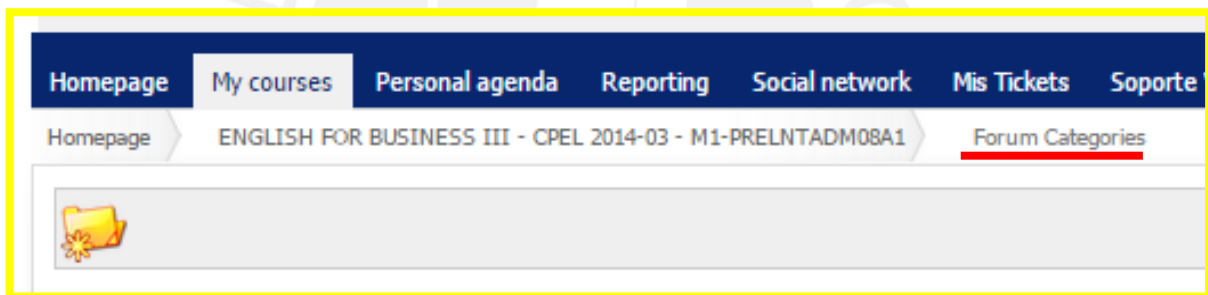 Homepage My courses Personal agenda Reporting Social network Mis Tickets Soporte
Homepage ENGLISH FOR BUSINESS III - CPEL 2014-03 - M1-PRELNTADM08A1 Forum Categories